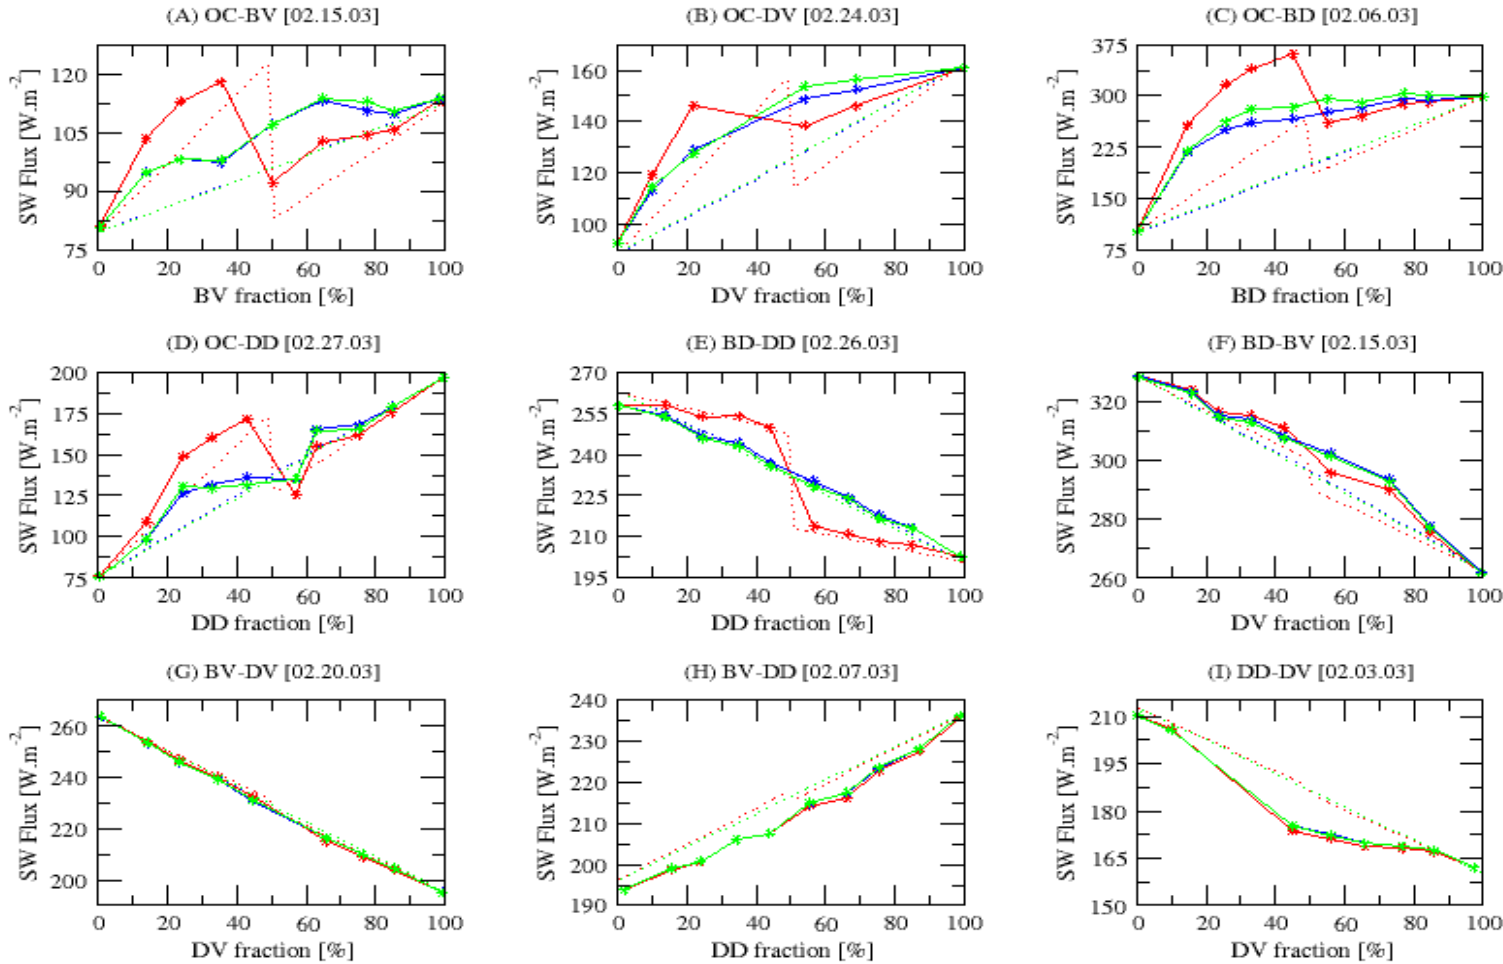 (A) OC-BV [02.15.03]
(B) OC-DV [02.24.03]
(C) OC-BD [02.06.03]
SW Flux [W.m-2]
120
105
90
75
0 20 40 60 80 100
BV fraction [%]
SW Flux [W.m-2]
160
140
120
100
0 20 40 60 80 100
DV fraction [%]
SW Flux [W.m-2]
375
300
225
150
75
0 20 40 60 80 100
BD fraction [%]
(D) OC-DD [02.27.03]
(E) BD-DD [02.26.03]
(F) BD-BV [02.15.03]
SW Flux [W.m-2]
200
175
150
125
100
75
0 20 40 60 80 100
DD fraction [%]
SW Flux [W.m-2]
270
255
240
225
210
195
0 20 40 60 80 100
DD fraction [%]
SW Flux [W.m-2]
320
300
280
260
0 20 40 60 80 100
DV fraction [%]
(G) BV-DV [02.20.03]
(H) BV-DD [02.07.03]
(I) DD-DV [02.03.03]
SW Flux [W.m-2]
260
240
220
200
0 20 40 60 80 100
DV fraction [%]
SW Flux [W.m-2]
240
230
220
210
200
190
0 20 40 60 80 100
DD fraction [%]
SW Flux [W.m-2]
210
195
180
165
150
0 20 40 60 80 100
DV fraction [%]